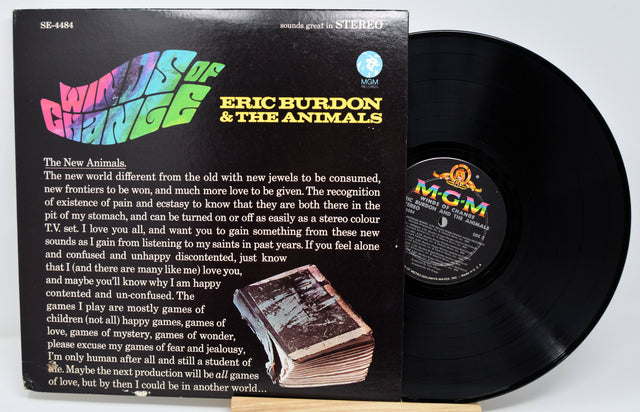 SE-4484
sounds great in STEREO
WINDS OF
CHANGE
MGM
RECORDS
ERIC BURDON
& THE ANIMALS
The New Animals.
The new world different from the old with new jewels to be consumed,
new frontiers to be won, and much more love to be given. The recognition
of existence of pain and ecstasy to know that they are both there in the
pit of my stomach, and can be turned on or off as easily as a stereo colour
T.V. set. I love you all, and want you to gain something from these new
sounds as I gain from listening to my saints in past years. If you feel alone
and confused and unhappy discontented, just know
that I (and there are many like me) love you,
and maybe you'll know why I am happy
contented and un-confused. The
games I play are mostly games of
children (not all) happy games, games of
love, games of mystery, games of wonder,
please excuse my games of fear and jealousy,
I'm only human after all and still a student of
life. Maybe the next production will be all games
of love, but by then I could be in another world...
M-G-M
WINDS OF CHANGE
ERIC BURDON AND THE ANIMALS
STEREO